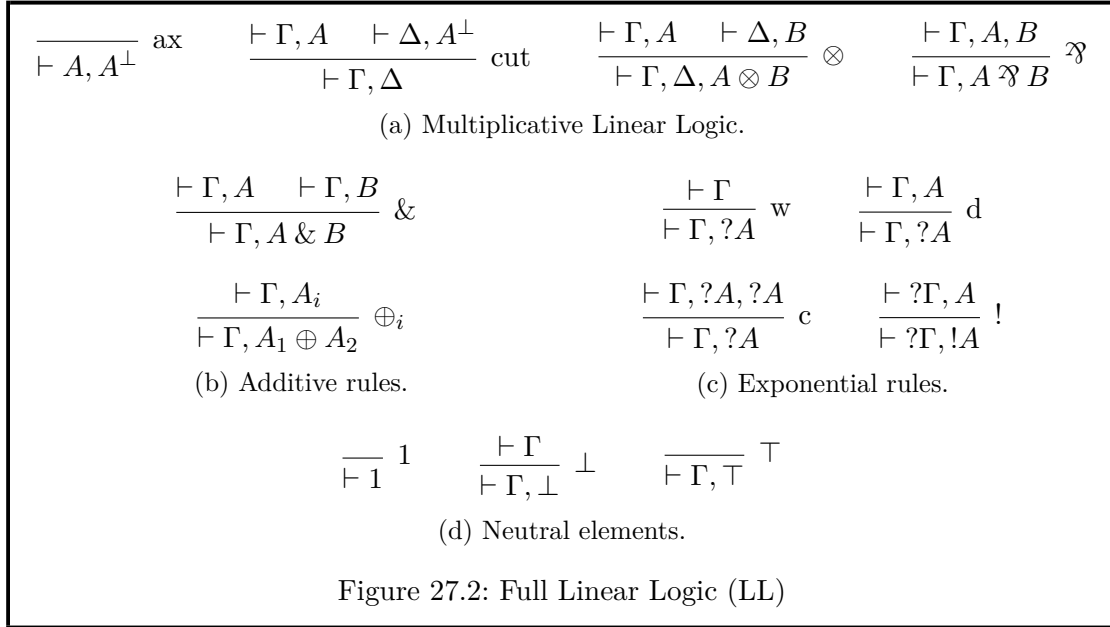 ⊢ A, A^⊥ ax   ⊢ Γ, A   ⊢ Δ, A^⊥ / ⊢ Γ, Δ cut   ⊢ Γ, A   ⊢ Δ, B / ⊢ Γ, Δ, A ⊗ B ⊗   ⊢ Γ, A, B / ⊢ Γ, A ⅋ B ⅋
(a) Multiplicative Linear Logic.
⊢ Γ, A   ⊢ Γ, B / ⊢ Γ, A & B &
⊢ Γ, A_i / ⊢ Γ, A_1 ⊕ A_2 ⊕_i
(b) Additive rules.
⊢ Γ / ⊢ Γ, ?A w   ⊢ Γ, A / ⊢ Γ, ?A d
⊢ Γ, ?A, ?A / ⊢ Γ, ?A c   ⊢ ?Γ, A / ⊢ ?Γ, !A !
(c) Exponential rules.
⊢ 1 1   ⊢ Γ / ⊢ Γ, ⊥ ⊥   ⊢ Γ, ⊤ ⊤
(d) Neutral elements.
Figure 27.2: Full Linear Logic (LL)